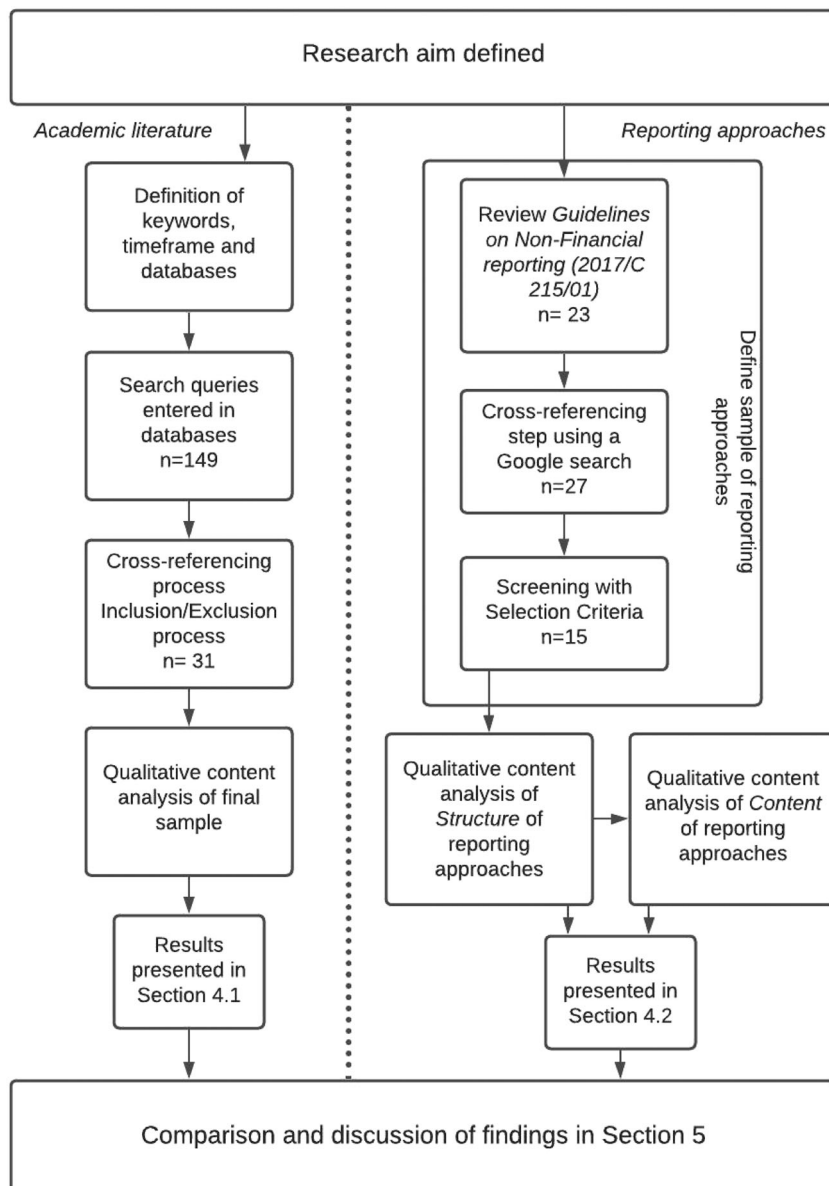 Research aim defined
Academic literature
Reporting approaches
Definition of
keywords,
timeframe and
databases
Search queries
entered in
databases
n=149
Cross-referencing
process
Inclusion/Exclusion
process
n= 31
Qualitative content
analysis of final
sample
Results
presented in
Section 4.1
Review Guidelines
on Non-Financial
reporting (2017/C
215/01)
n= 23
Cross-referencing
step using a
Google search
n=27
Screening with
Selection Criteria
n=15
Define sample of reporting
approaches
Qualitative content
analysis of
Structure of
reporting
approaches
Qualitative content
analysis of Content
of reporting
approaches
Results
presented in
Section 4.2
Comparison and discussion of findings in Section 5